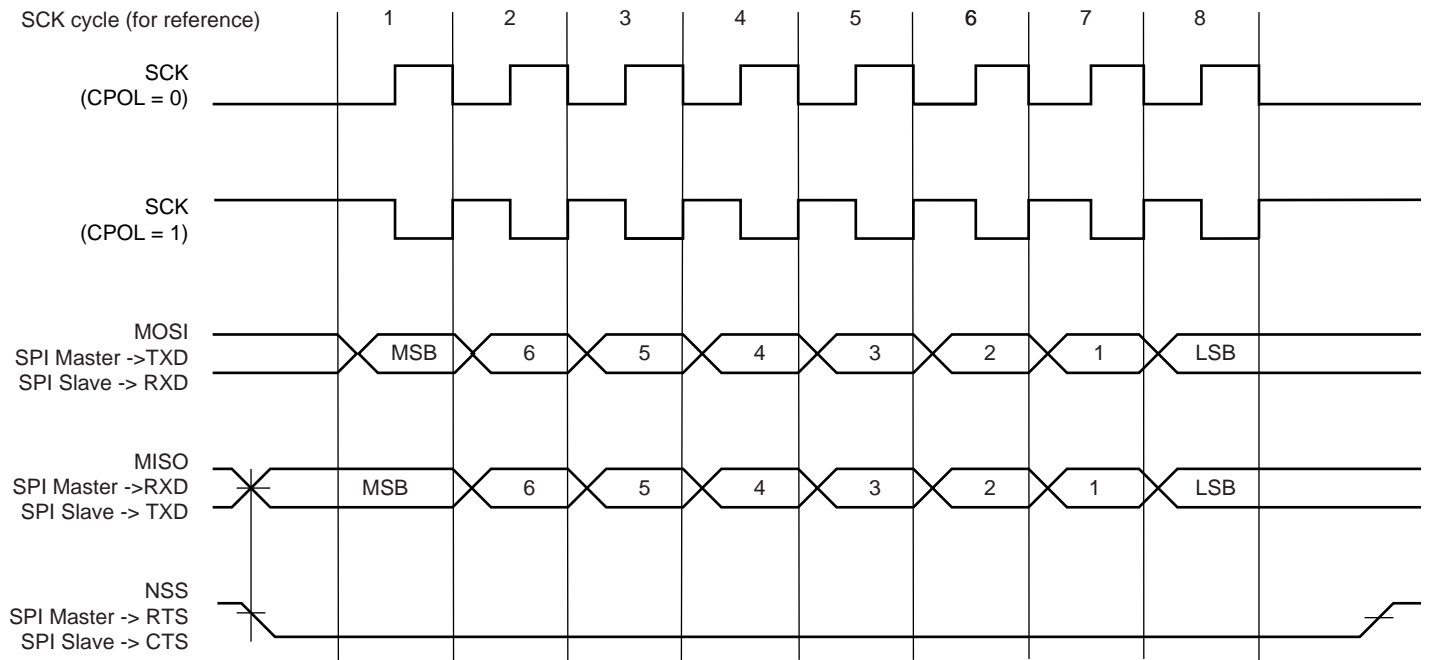 SCK cycle (for reference) 1 2 3 4 5 6 7 8
SCK
(CPOL = 0)
SCK
(CPOL = 1)
MOSI
SPI Master ->TXD
SPI Slave -> RXD
MSB 6 5 4 3 2 1 LSB
MISO
SPI Master ->RXD
SPI Slave -> TXD
MSB 6 5 4 3 2 1 LSB
NSS
SPI Master -> RTS
SPI Slave -> CTS